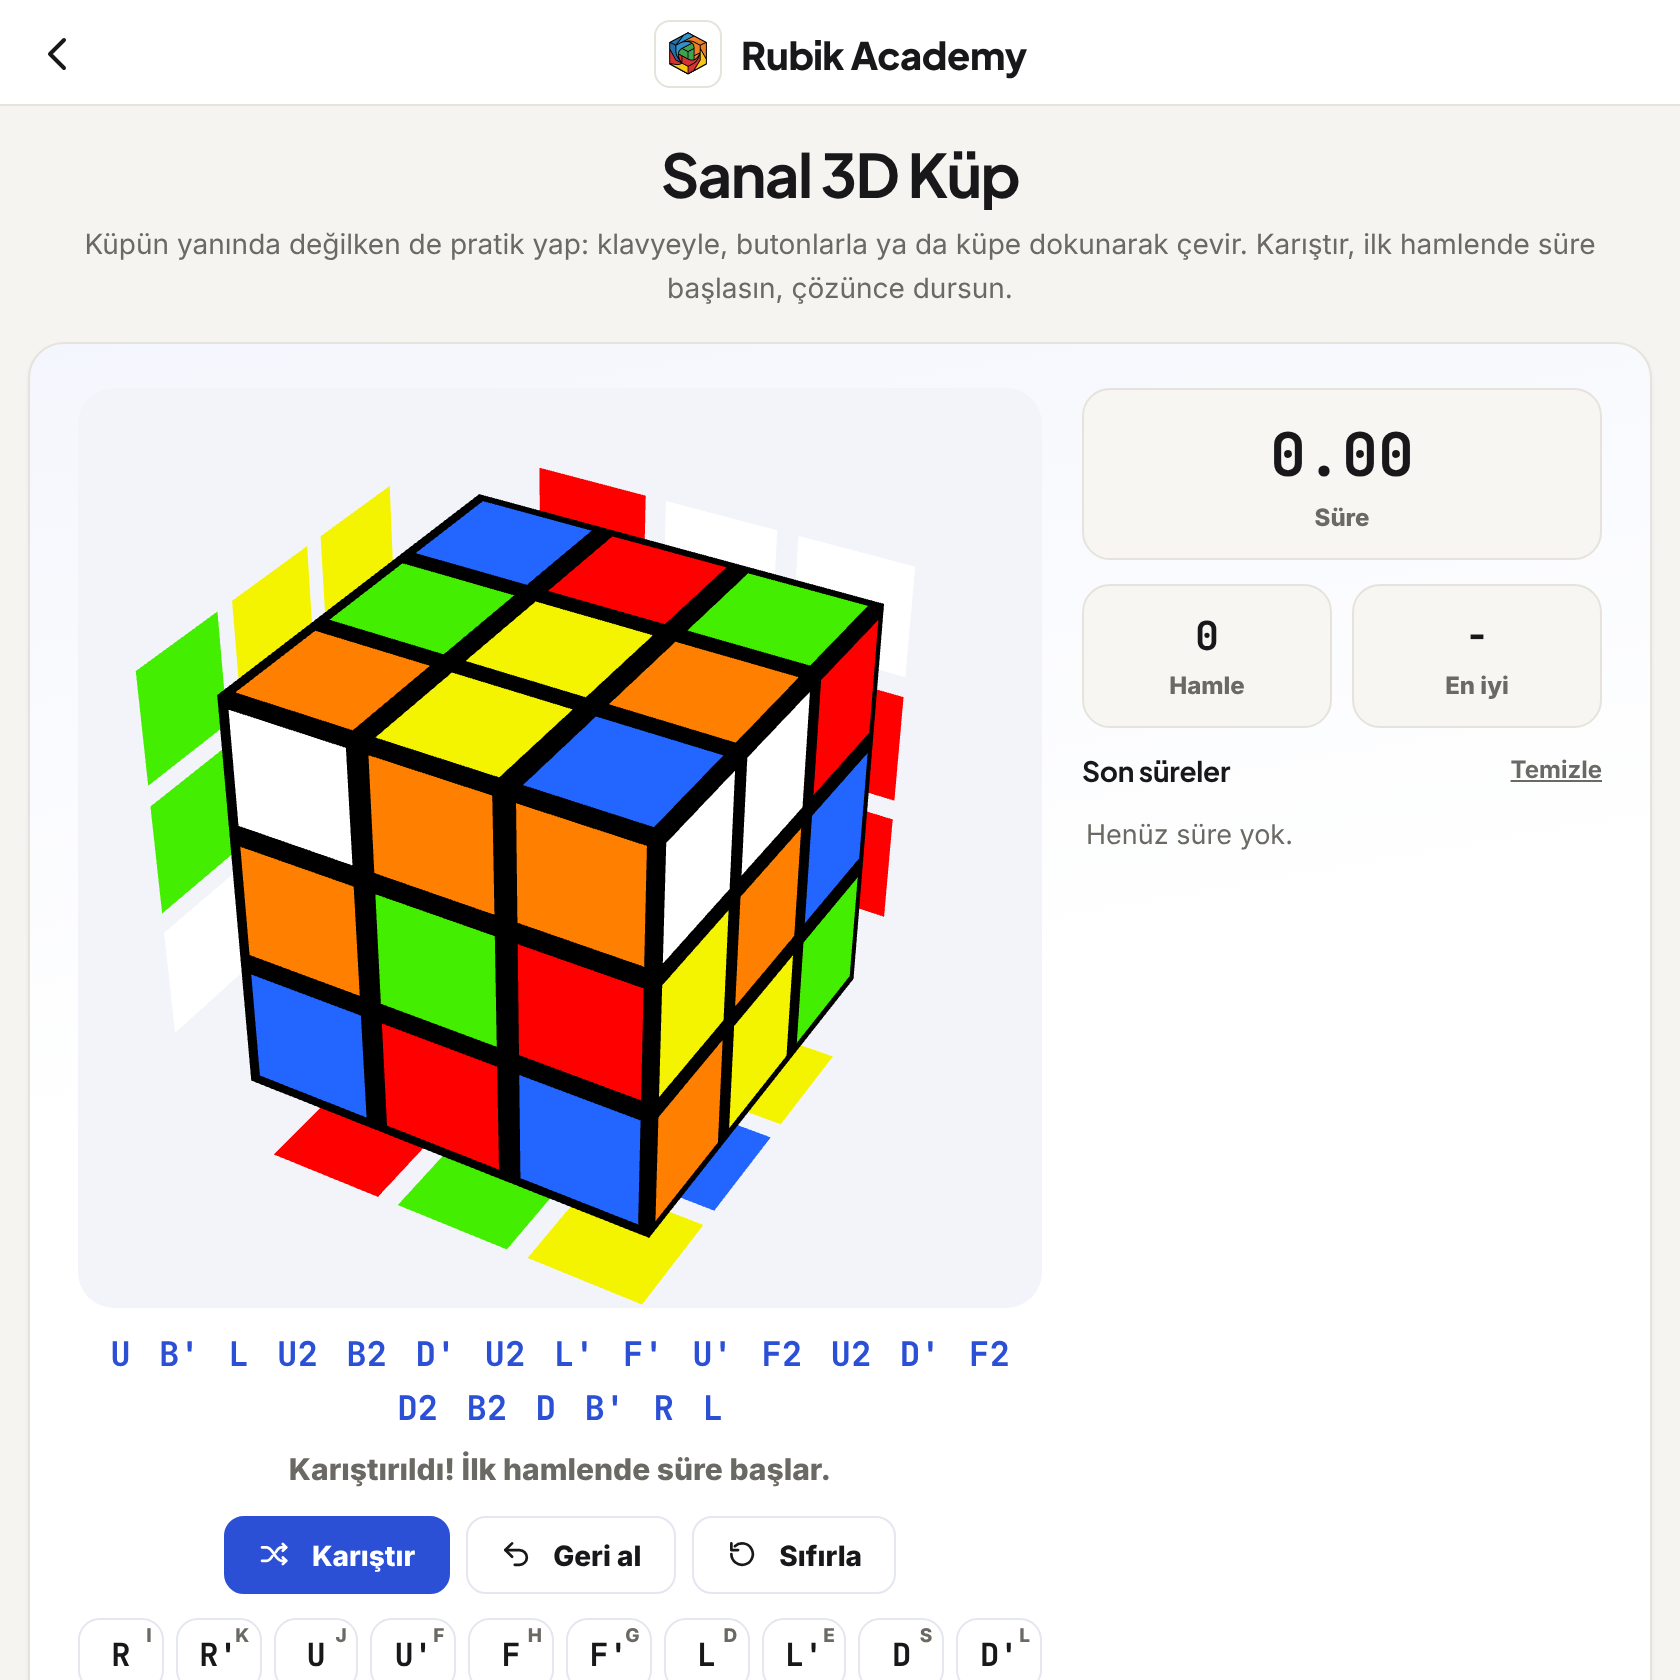 Rubik Academy
Sanal 3D Küp
Küpün yanında değilken de pratik yap: klavyeyle, butonlarla ya da küpe dokunarak çevir. Karıştır, ilk hamlende süre
başlasın, çözünce dursun.
0.00
Süre
0
Hamle
-
En iyi
Son süreler
Temizle
Henüz süre yok.
U B' L U2 B2 D' U2 L' F' U' F2 U2 D' F2
D2 B2 D B' R L
Karıştırıldı! İlk hamlende süre başlar.
Karıştır
Geri al
Sıfırla
R I
R' K
U J
U' F
F H
F' G
L D
L' E
D S
D' L